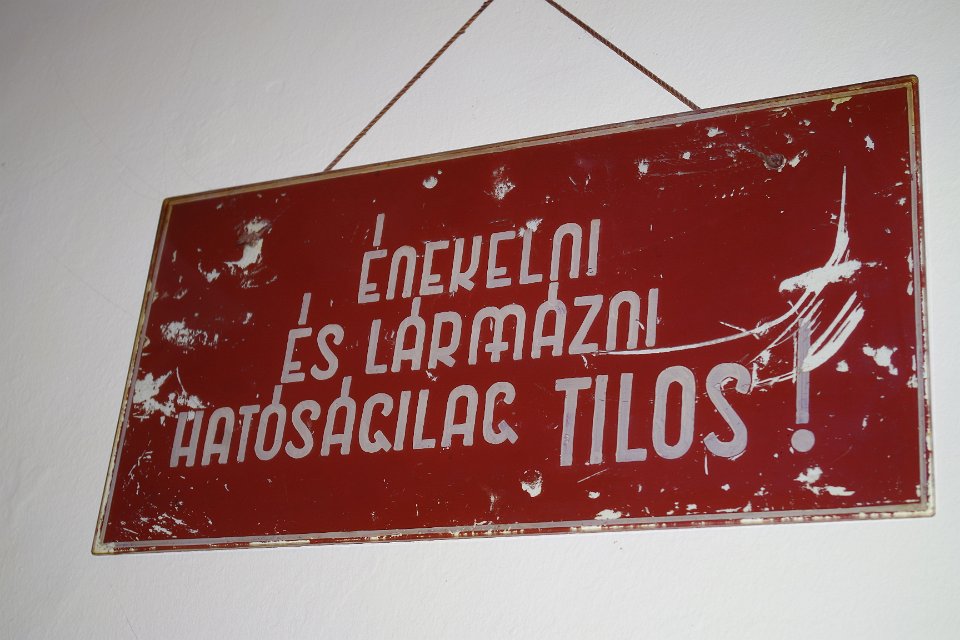 ÉNEKELNI
ÉS LÁRMÁZNI
HATÓSÁGILAG TILOS!